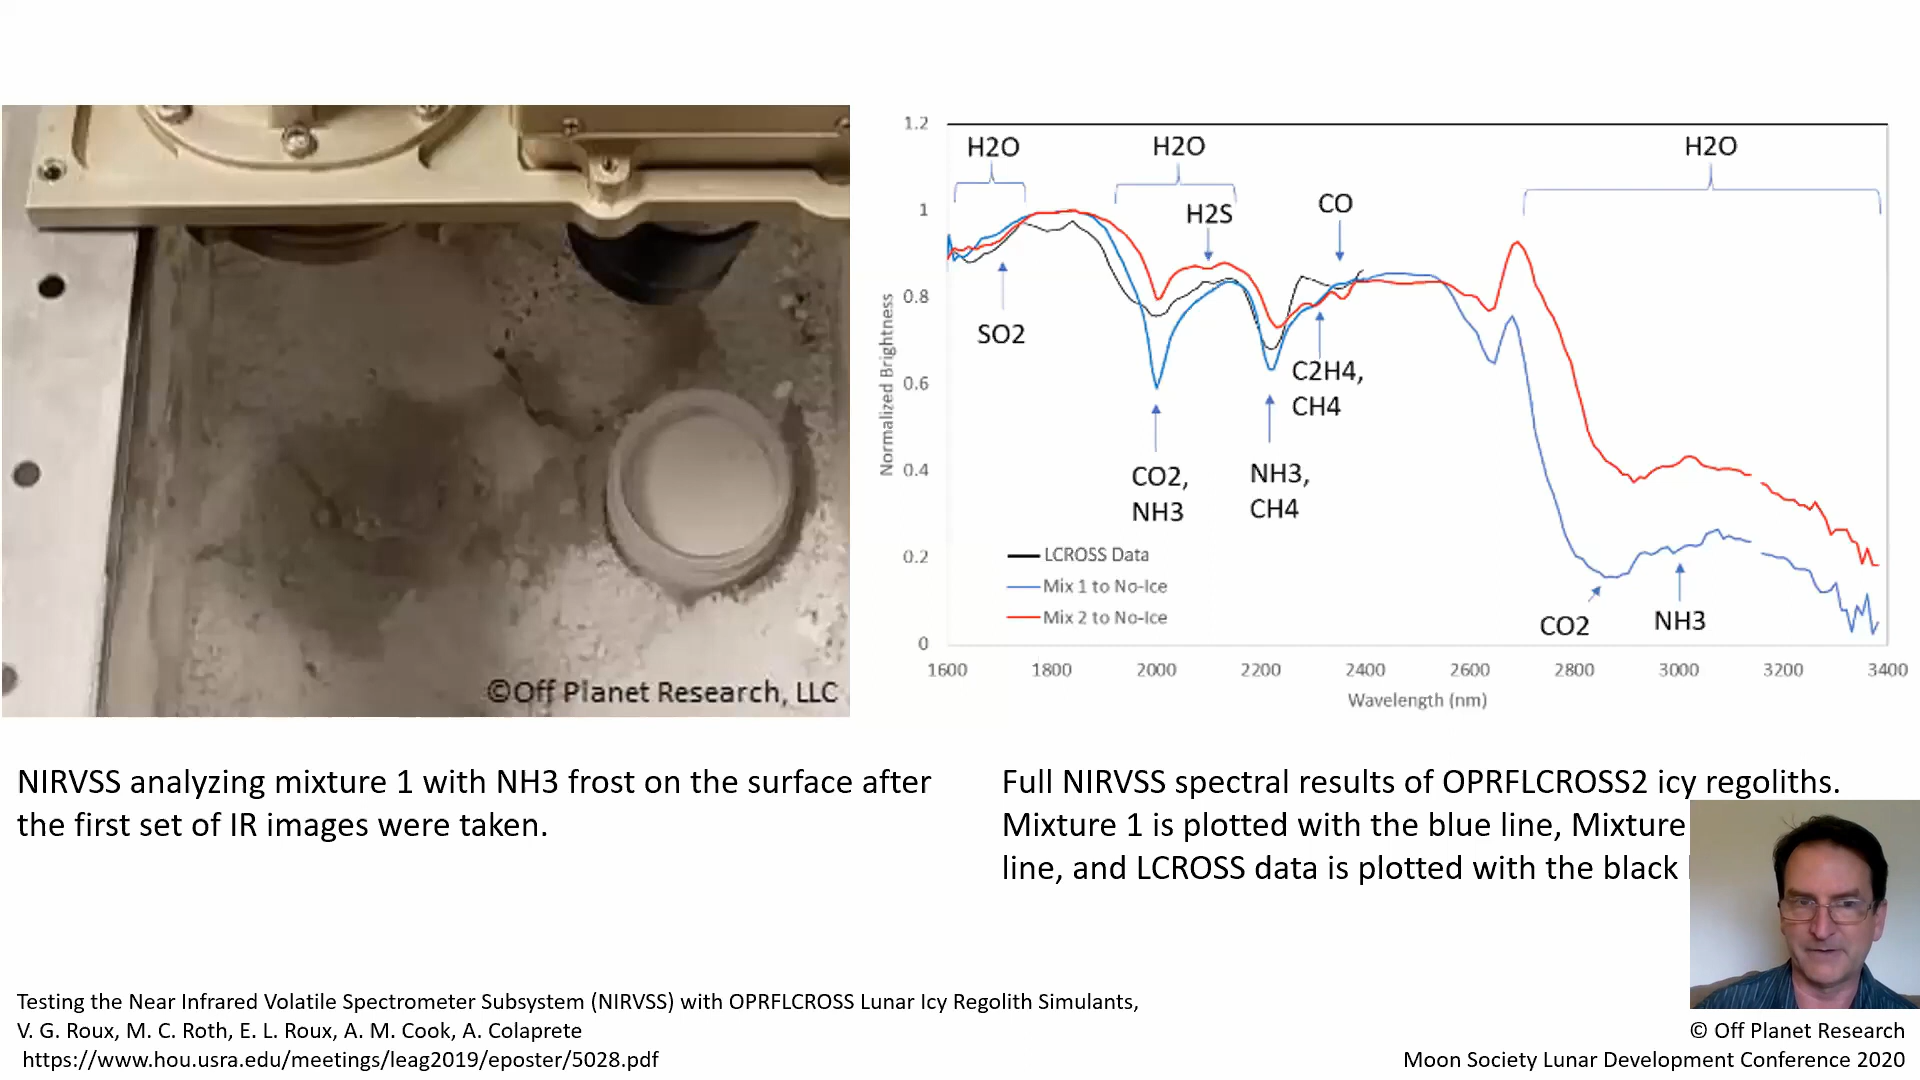 ©Off Planet Research, LLC
1.2
1
0.8
0.6
0.4
0.2
0
Normalized Brightness
H2O
H2O
H2O
H2S
CO
SO2
C2H4,
CH4
CO2,
NH3
NH3,
CH4
CO2
NH3
LCROSS Data
Mix 1 to No-Ice
Mix 2 to No-Ice
1600 1800 2000 2200 2400 2600 2800 3000 3200 3400
Wavelength (nm)
NIRVSS analyzing mixture 1 with NH3 frost on the surface after
the first set of IR images were taken.
Full NIRVSS spectral results of OPRFLCROSS2 icy regoliths.
Mixture 1 is plotted with the blue line, Mixture
line, and LCROSS data is plotted with the black
Testing the Near Infrared Volatile Spectrometer Subsystem (NIRVSS) with OPRFLCROSS Lunar Icy Regolith Simulants,
V. G. Roux, M. C. Roth, E. L. Roux, A. M. Cook, A. Colaprete
https://www.hou.usra.edu/meetings/leag2019/eposter/5028.pdf
© Off Planet Research
Moon Society Lunar Development Conference 2020